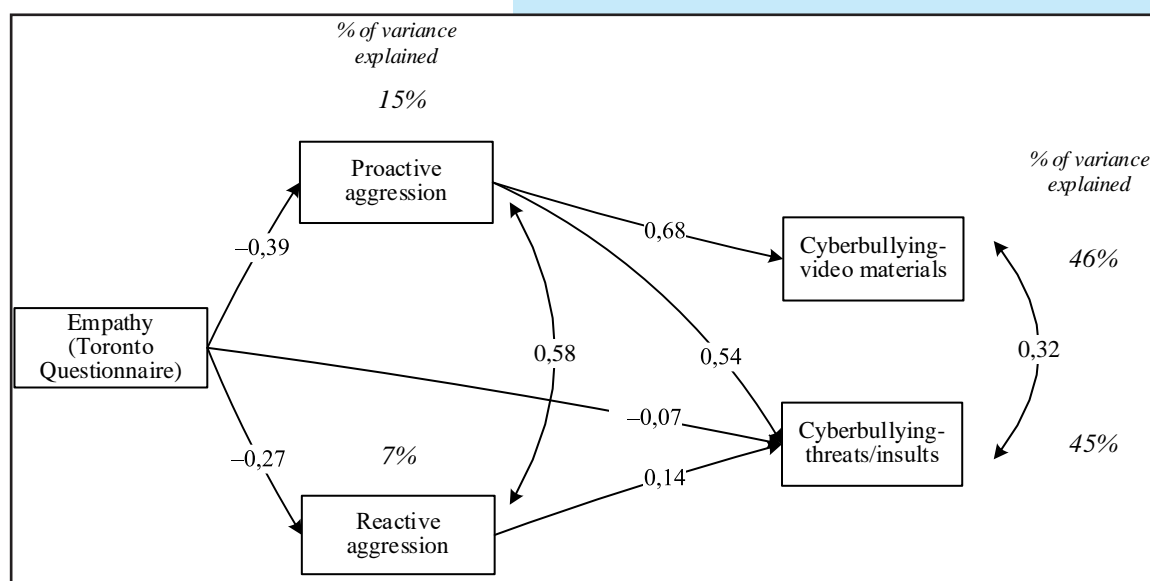 % of variance
explained
15%
Proactive
aggression
% of variance
explained
0,68
Cyberbullying-
video materials
46%
–0,39
Empathy
(Toronto
Questionnaire)
0,58
0,54
0,32
–0,07
Cyberbullying-
threats/insults
45%
–0,27
7%
0,14
Reactive
aggression